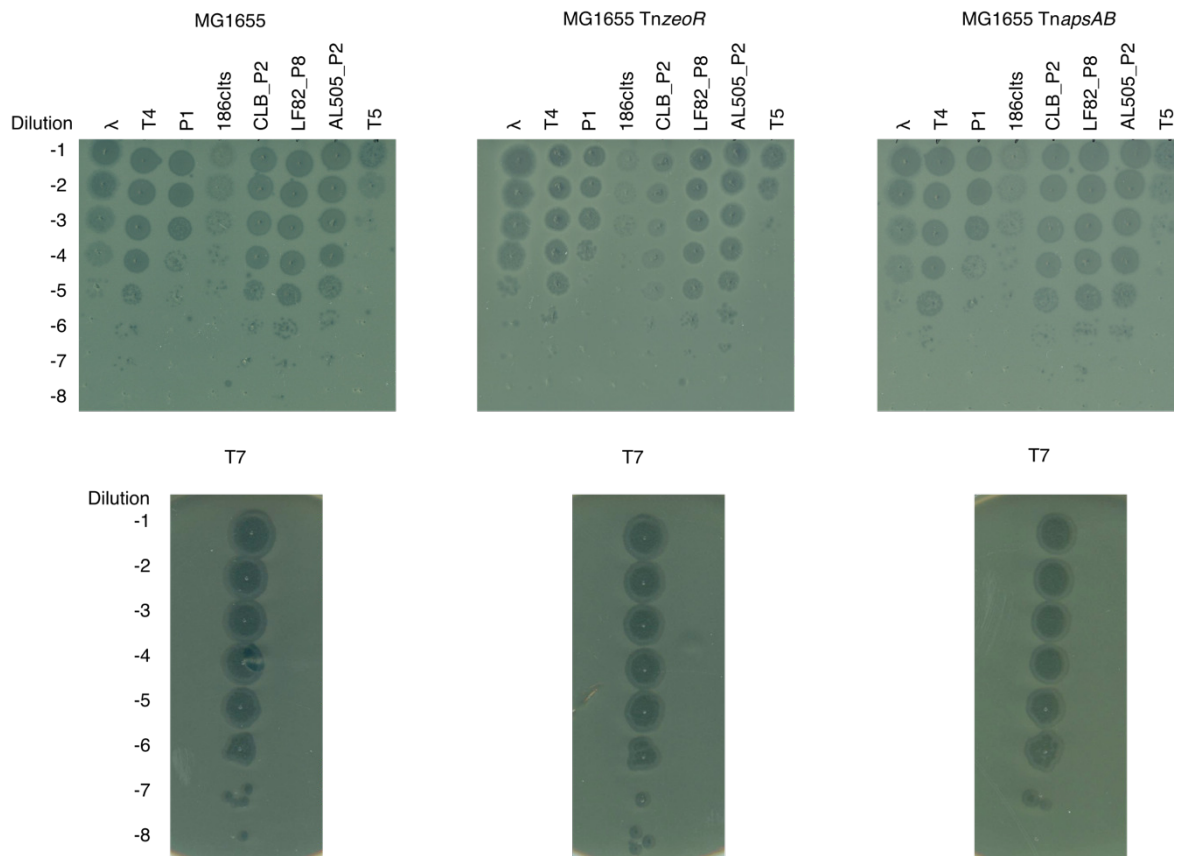 MG1655
MG1655 TnzeoR
MG1655 TnapsAB
Dilution λ T4 P1 186cIts CLB_P2 LF82_P8 AL505_P2 T5
λ T4 P1 186cIts CLB_P2 LF82_P8 AL505_P2 T5
λ T4 P1 186cIts CLB_P2 LF82_P8 AL505_P2 T5
-1
-2
-3
-4
-5
-6
-7
-8
T7
T7
T7
Dilution
-1
-2
-3
-4
-5
-6
-7
-8